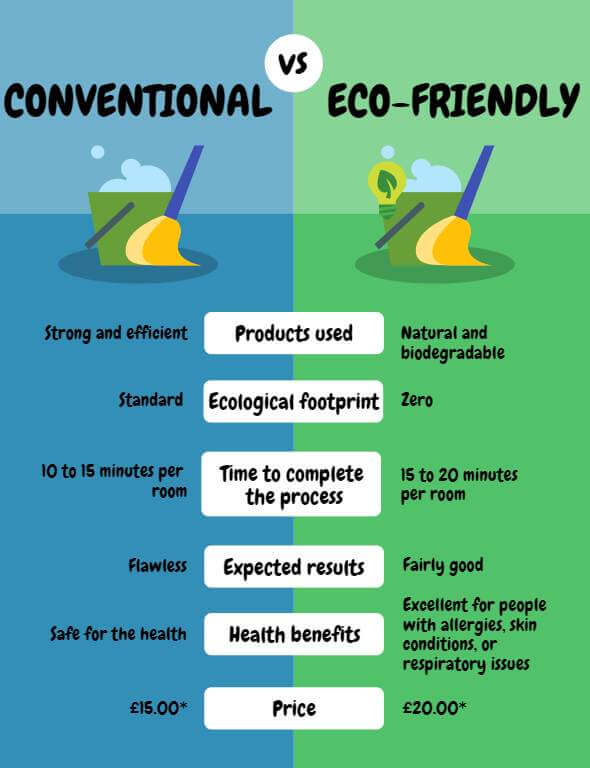 VS
CONVENTIONAL
ECO-FRIENDLY
Strong and efficient
Products used
Natural and
biodegradable
Standard
Ecological footprint
Zero
10 to 15 minutes per
room
Time to complete
the process
15 to 20 minutes
per room
Flawless
Expected results
Fairly good
Safe for the health
Health benefits
Excellent for people
with allergies, skin
conditions, or
respiratory issues
£15.00*
Price
£20.00*